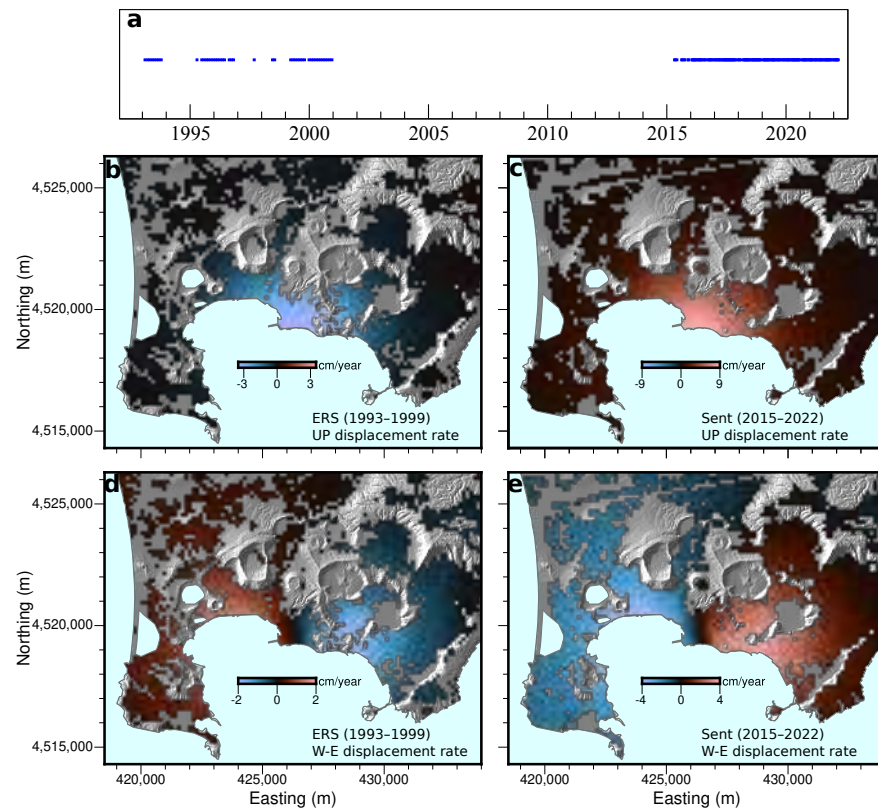 a
1995 2000 2005 2010 2015 2020
b
c
4,525,000
4,520,000
4,515,000
Northing (m)
-3 0 3 cm/year
ERS (1993–1999)
UP displacement rate
-9 0 9 cm/year
Sent (2015–2022)
UP displacement rate
d
e
4,525,000
4,520,000
4,515,000
Northing (m)
-2 0 2 cm/year
ERS (1993–1999)
W-E displacement rate
-4 0 4 cm/year
Sent (2015–2022)
W-E displacement rate
420,000 425,000 430,000
Easting (m)
420,000 425,000 430,000
Easting (m)